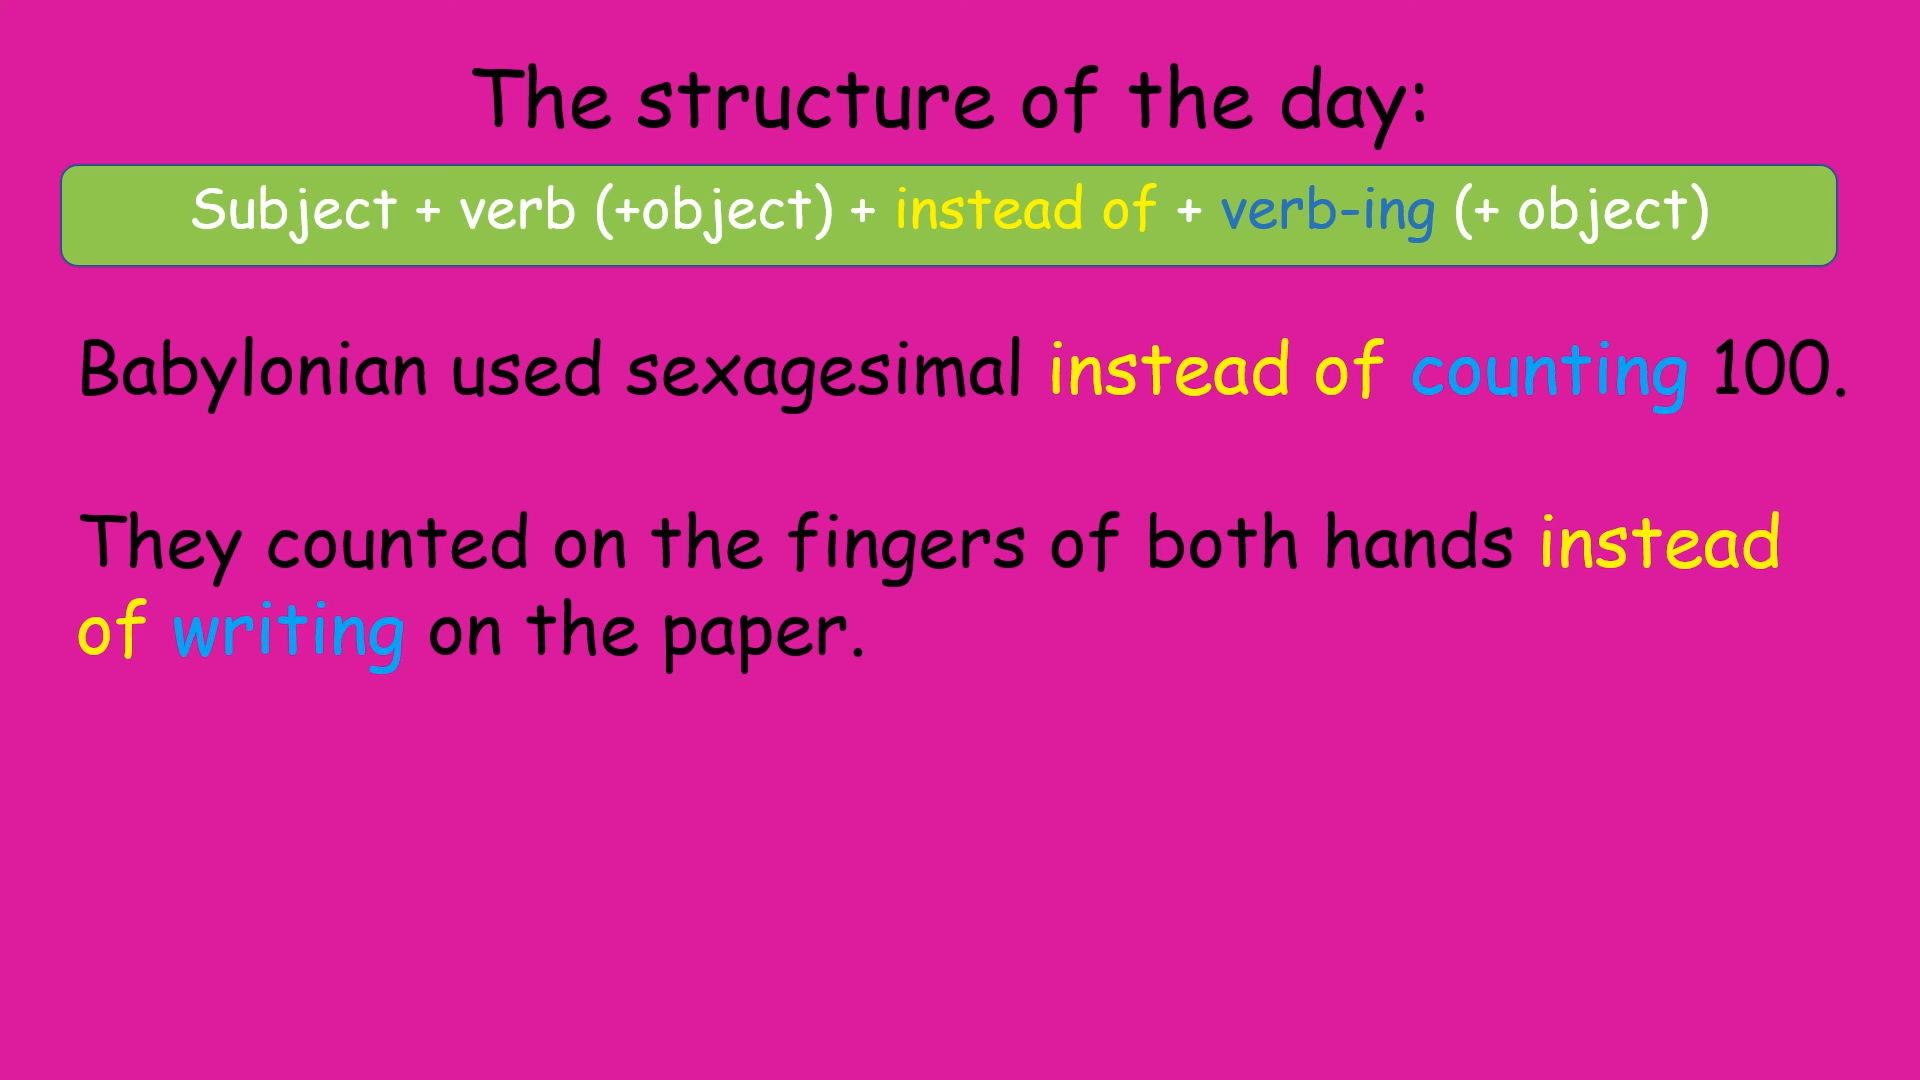 The structure of the day:
Subject + verb (+object) + instead of + verb-ing (+ object)
Babylonian used sexagesimal instead of counting 100.
They counted on the fingers of both hands instead
of writing on the paper.